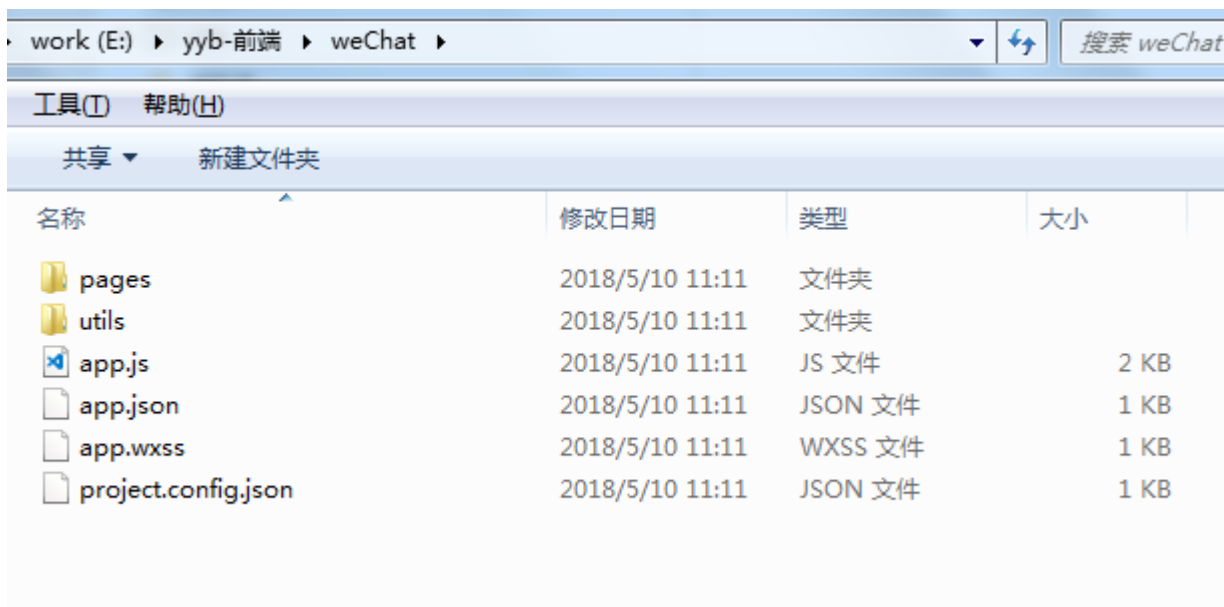 work (E:) yyb-前端 weChat 搜索 weChat
工具(T) 帮助(H)
共享 新建文件夹
名称 修改日期 类型 大小
pages 2018/5/10 11:11 文件夹
utils 2018/5/10 11:11 文件夹
app.js 2018/5/10 11:11 JS 文件 2 KB
app.json 2018/5/10 11:11 JSON 文件 1 KB
app.wxss 2018/5/10 11:11 WXSS 文件 1 KB
project.config.json 2018/5/10 11:11 JSON 文件 1 KB